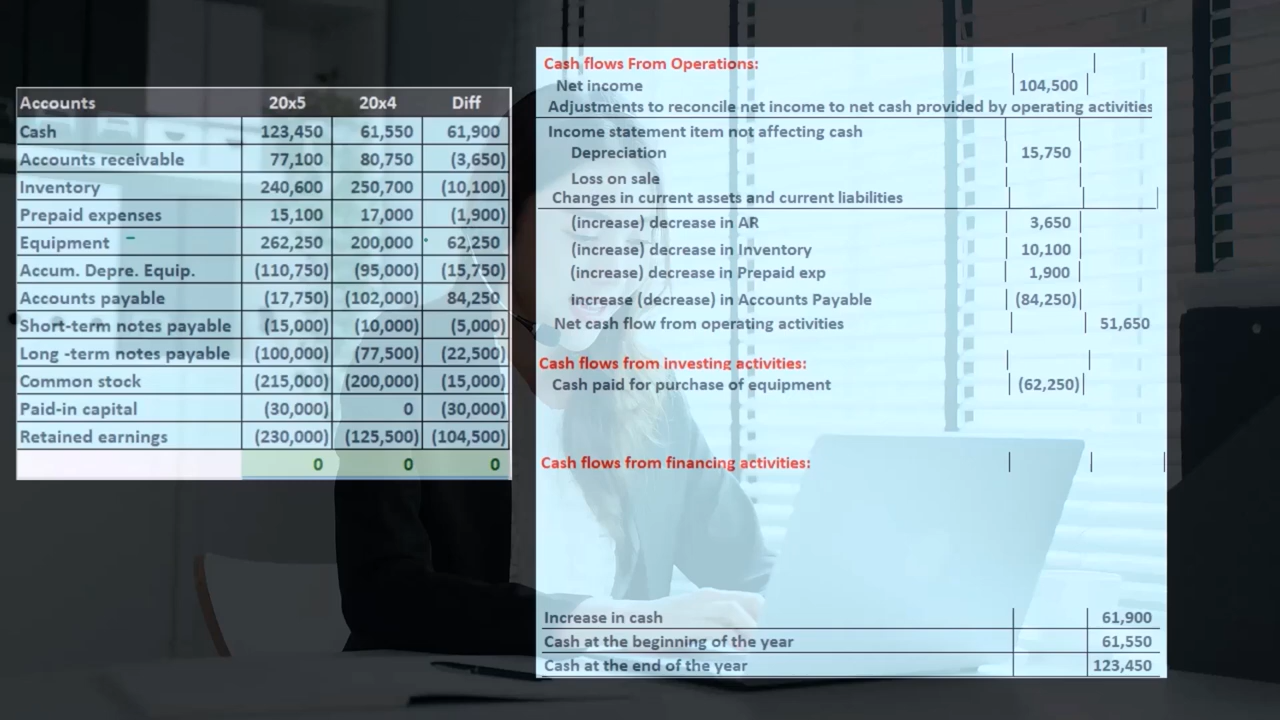 Accounts 20x5 20x4 Diff
Cash 123,450 61,550 61,900
Accounts receivable 77,100 80,750 (3,650)
Inventory 240,600 250,700 (10,100)
Prepaid expenses 15,100 17,000 (1,900)
Equipment 262,250 200,000 62,250
Accum. Depre. Equip. (110,750) (95,000) (15,750)
Accounts payable (17,750) (102,000) 84,250
Short-term notes payable (15,000) (10,000) (5,000)
Long -term notes payable (100,000) (77,500) (22,500)
Common stock (215,000) (200,000) (15,000)
Paid-in capital (30,000) 0 (30,000)
Retained earnings (230,000) (125,500) (104,500)
0 0 0
Cash flows From Operations:
Net income 104,500
Adjustments to reconcile net income to net cash provided by operating activities
Income statement item not affecting cash
Depreciation 15,750
Loss on sale
Changes in current assets and current liabilities
(increase) decrease in AR 3,650
(increase) decrease in Inventory 10,100
(increase) decrease in Prepaid exp 1,900
increase (decrease) in Accounts Payable (84,250)
Net cash flow from operating activities 51,650
Cash flows from investing activities:
Cash paid for purchase of equipment (62,250)
Cash flows from financing activities:
Increase in cash 61,900
Cash at the beginning of the year 61,550
Cash at the end of the year 123,450